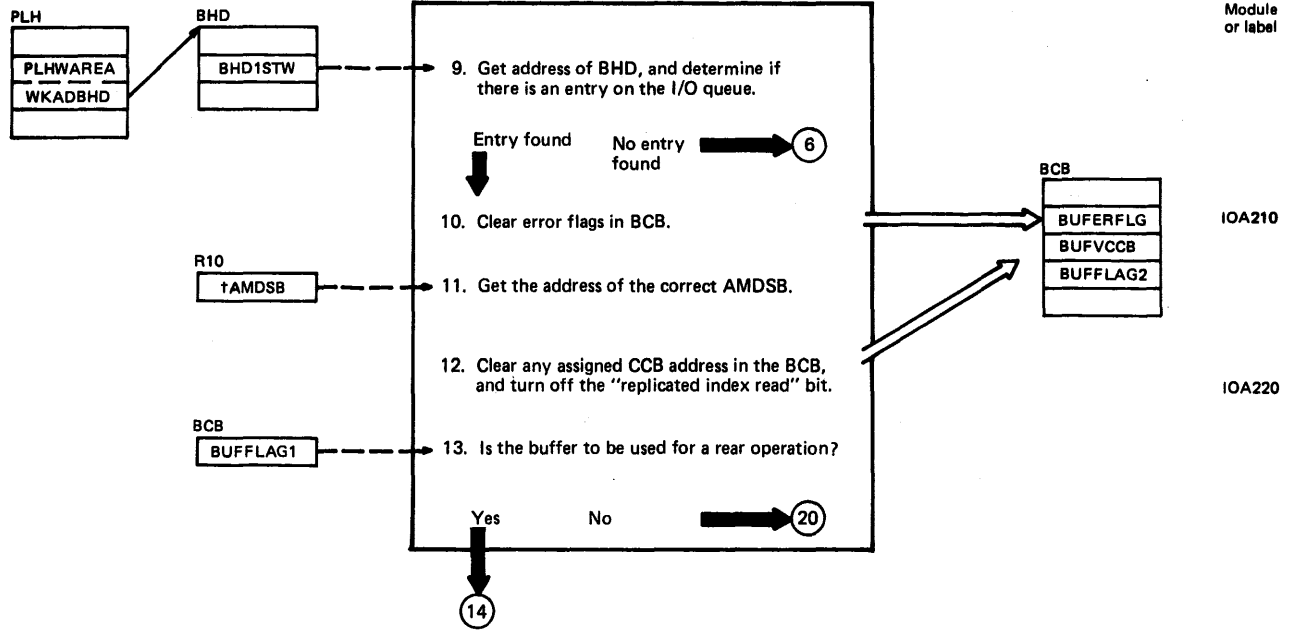 PLH
BHD
Module
or label
PLHWAREA
WKADBHD
BHD1STW
9. Get address of BHD, and determine if
there is an entry on the I/O queue.
Entry found
No entry
found
6
BCB
10. Clear error flags in BCB.
BUFERFLG
IOA210
BUFVCCB
BUFFLAG2
R10
†AMDSB
11. Get the address of the correct AMDSB.
12. Clear any assigned CCB address in the BCB,
and turn off the "replicated index read" bit.
IOA220
BCB
BUFFLAG1
13. Is the buffer to be used for a rear operation?
Yes
No
20
14